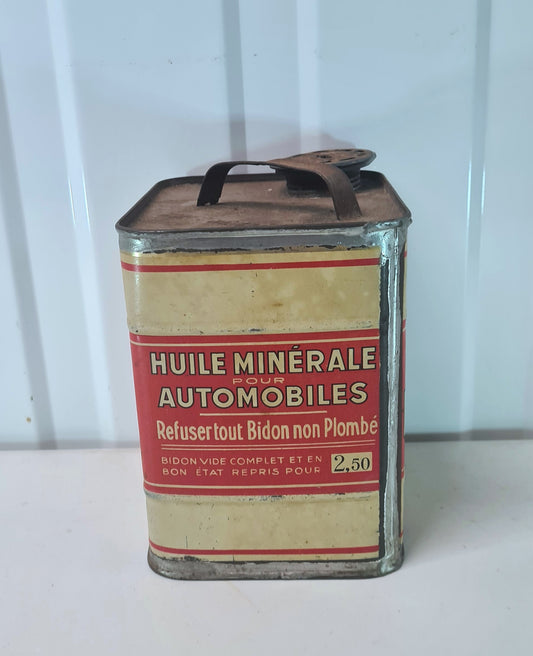 HUILE MINÉRALE
POUR
AUTOMOBILES
Refuser tout Bidon non Plombé
BIDON VIDE COMPLET ET EN
BON ÉTAT REPRIS POUR 2,50